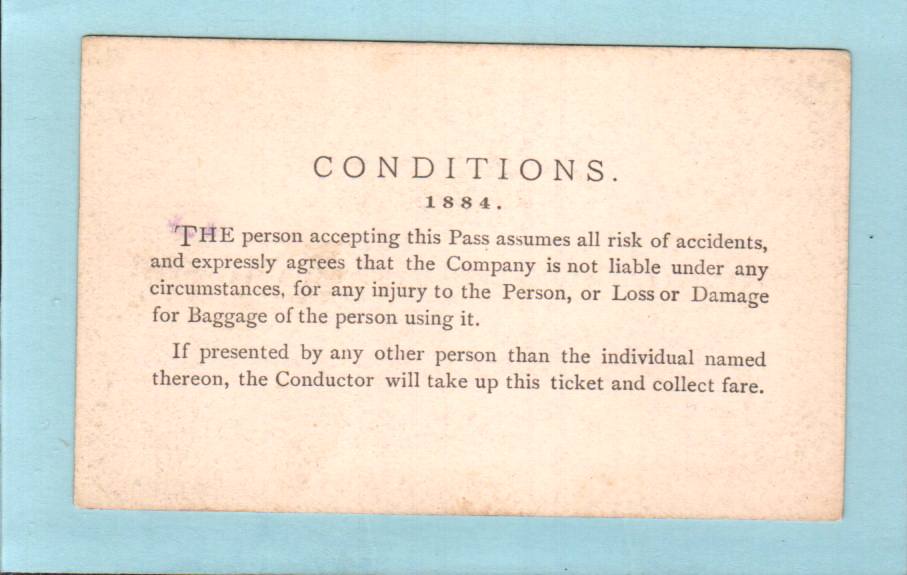 CONDITIONS.
1884.
THE person accepting this Pass assumes all risk of accidents,
and expressly agrees that the Company is not liable under any
circumstances, for any injury to the Person, or Loss or Damage
for Baggage of the person using it.
If presented by any other person than the individual named
thereon, the Conductor will take up this ticket and collect fare.